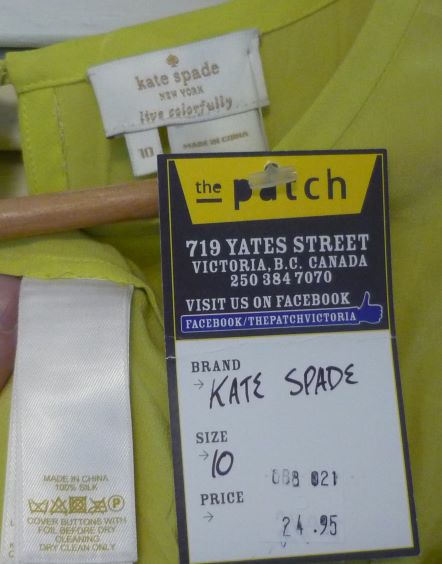 kate spade
NEW YORK
live colorfully
10
MADE IN CHINA
the patch
719 YATES STREET
VICTORIA, B.C. CANADA
250 384 7070
VISIT US ON FACEBOOK
FACEBOOK/THEPATCHVICTORIA
BRAND
→ KATE SPADE
SIZE
→ 10
088 021
PRICE
→
24.95
MADE IN CHINA
100% SILK
COVER BUTTONS WITH
FOIL BEFORE DRY
CLEANING
DRY CLEAN ONLY